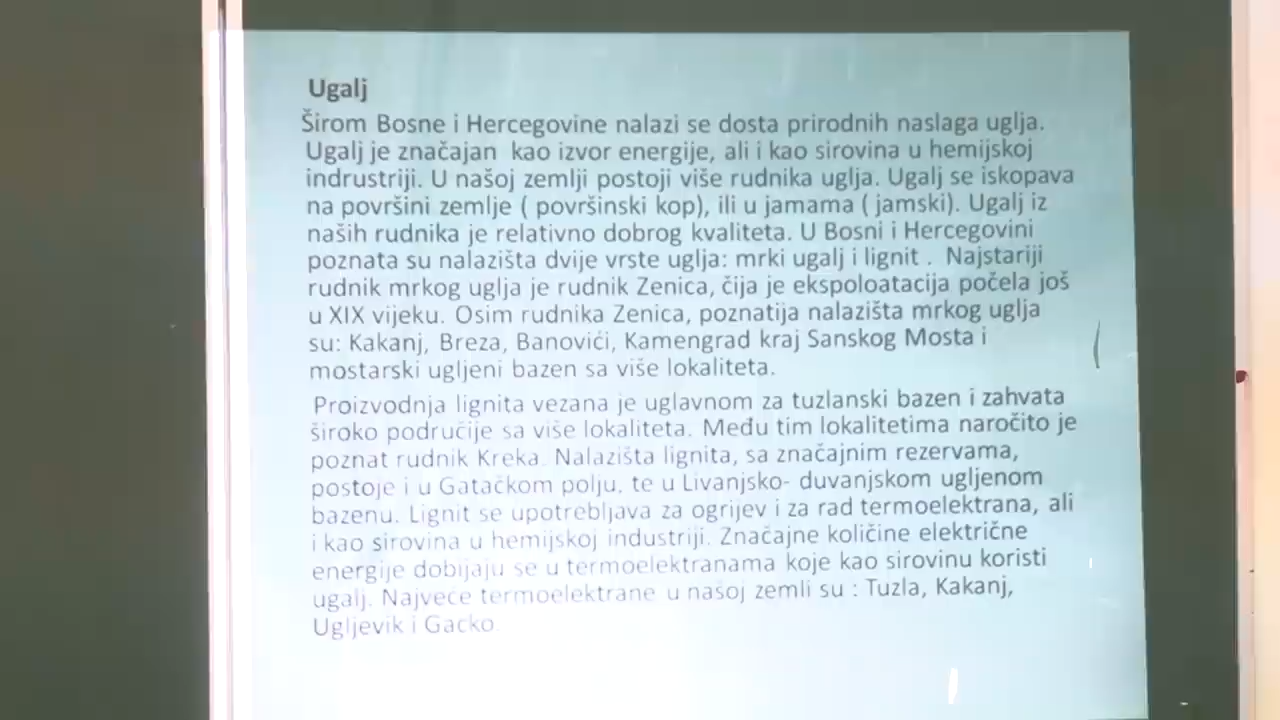 Ugalj
Širom Bosne i Hercegovine nalazi se dosta prirodnih naslaga uglja.
Ugalj je značajan kao izvor energije, ali i kao sirovina u hemijskoj
indrustriji. U našoj zemlji postoji više rudnika uglja. Ugalj se iskopava
na površini zemlje ( površinski kop), ili u jamama ( jamski). Ugalj iz
naših rudnika je relativno dobrog kvaliteta. U Bosni i Hercegovini
poznata su nalazišta dvije vrste uglja: mrki ugalj i lignit . Najstariji
rudnik mrkog uglja je rudnik Zenica, čija je ekspoloatacija počela još
u XIX vijeku. Osim rudnika Zenica, poznatija nalazišta mrkog uglja
su: Kakanj, Breza, Banovići, Kamengrad kraj Sanskog Mosta i
mostarski ugljeni bazen sa više lokaliteta.
Proizvodnja lignita vezana je uglavnom za tuzlanski bazen i zahvata
široko područije sa više lokaliteta. Među tim lokalitetima naročito je
poznat rudnik Kreka. Nalazišta lignita, sa značajnim rezervama,
postoje i u Gatačkom polju, te u Livanjsko- duvanjskom ugljenom
bazenu. Lignit se upotrebljava za ogrijev i za rad termoelektrana, ali
i kao sirovina u hemijskoj industriji. Značajne količine električne
energije dobijaju se u termoelektranama koje kao sirovinu koristi
ugalj. Najveće termoelektrane u našoj zemli su : Tuzla, Kakanj,
Ugljevik i Gacko.